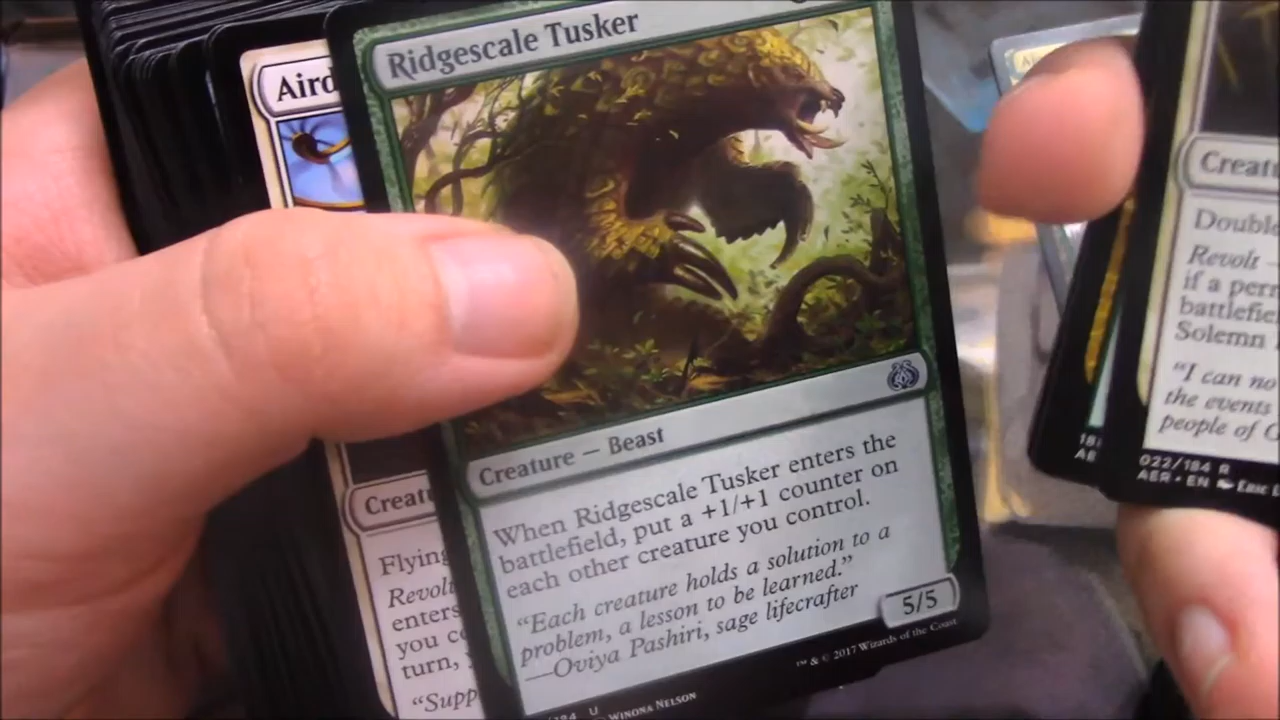 Ridgescale Tusker
Creature — Beast
When Ridgescale Tusker enters the
battlefield, put a +1/+1 counter on
each other creature you control.
“Each creature holds a solution to a
problem, a lesson to be learned.”
—Oviya Pashiri, sage lifecrafter
5/5
™ & © 2017 Wizards of the Coast
U
WINONA NELSON
Aird
Creatu
Flying
Revolt
enters
you co
turn,
“Supp
Creatu
Double
Revolt —
if a perm
battlefiel
Solemn
“I can no
the events
people of C
022/184 R
AER • EN
18
AE